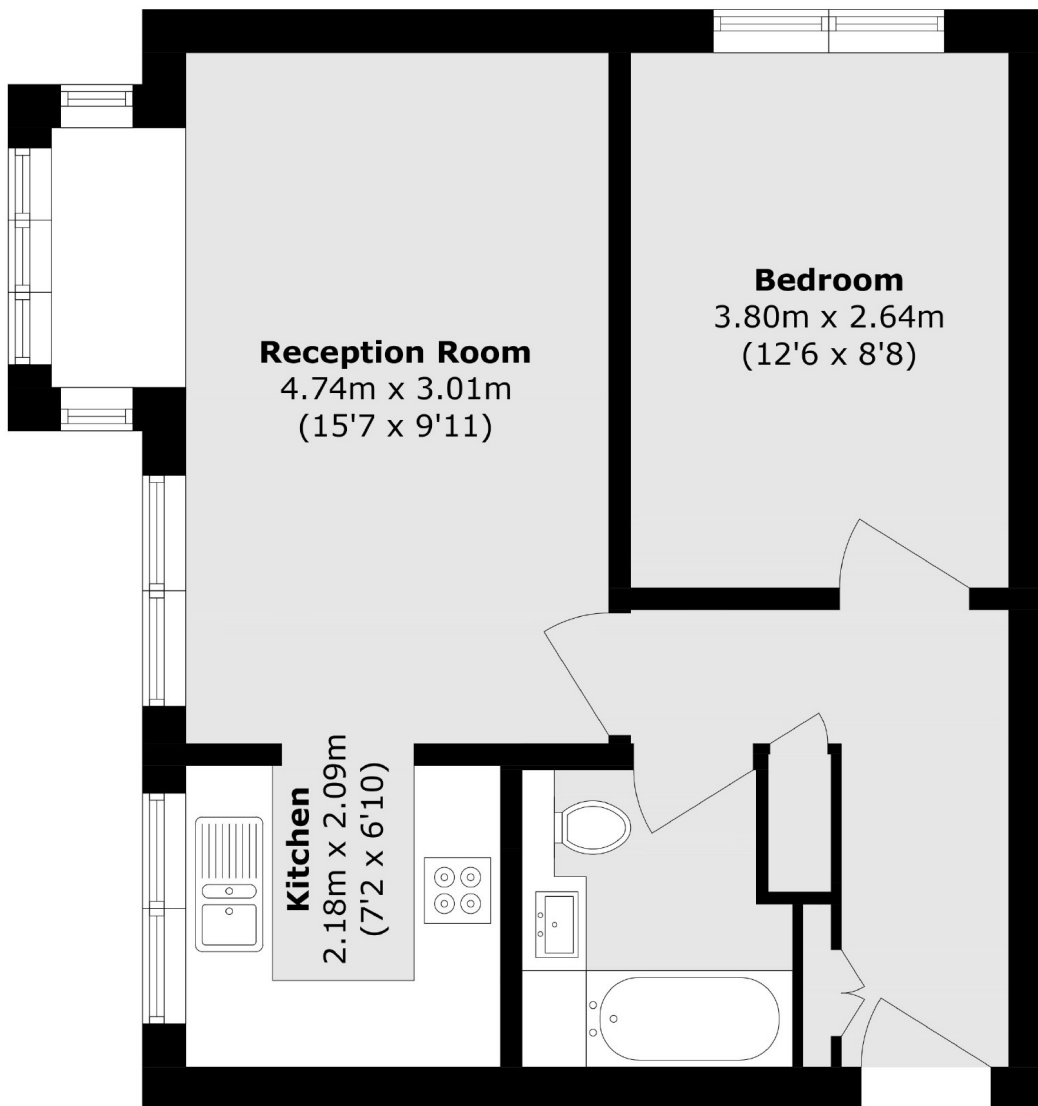 Bedroom
3.80m x 2.64m
(12'6 x 8'8)
Reception Room
4.74m x 3.01m
(15'7 x 9'11)
Kitchen
2.18m x 2.09m
(7'2 x 6'10)